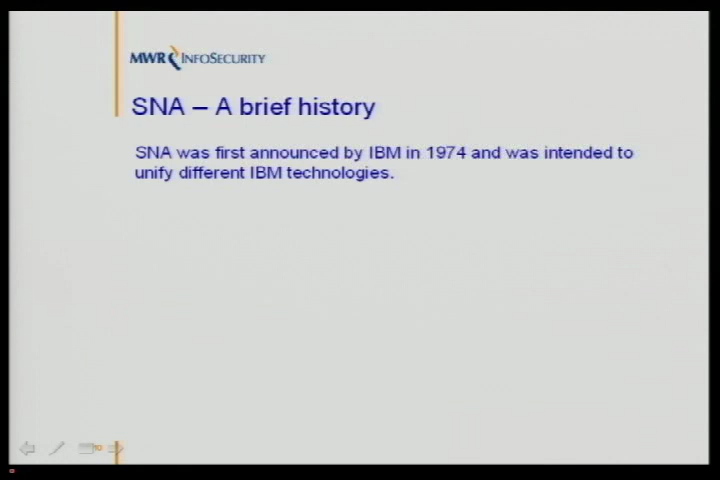 MWR INFOSECURITY
SNA – A brief history
SNA was first announced by IBM in 1974 and was intended to
unify different IBM technologies.